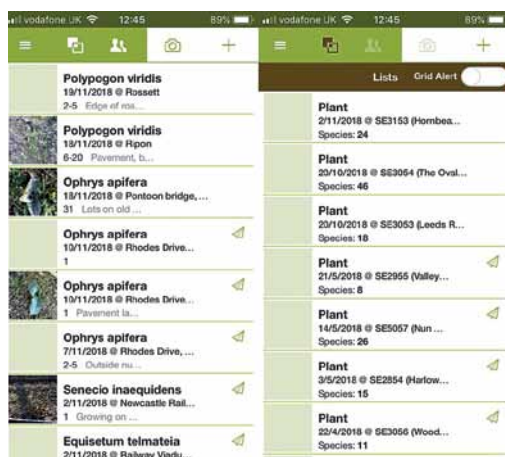 vodafone UK 12:45 89%
Polypogon viridis
19/11/2018 @ Rossett
2-5 Edge of ros...
Polypogon viridis
18/11/2018 @ Ripon
6-20 Pavement, b...
Ophrys apifera
18/11/2018 @ Pontoon bridge,...
31 Lots on old ...
Ophrys apifera
10/11/2018 @ Rhodes Drive...
1
Ophrys apifera
10/11/2018 @ Rhodes Drive...
1 Pavement la...
Ophrys apifera
7/11/2018 @ Rhodes Drive, ...
2-5 Outside nu...
Senecio inaequidens
2/11/2018 @ Newcastle Rail...
1 Growing on ...
Equisetum telmateia
2/11/2018 @ Railway Viadu...
vodafone UK 12:45 89%
Lists Grid Alert
Plant
2/11/2018 @ SE3153 (Hornbea...
Species: 24
Plant
20/10/2018 @ SE3054 (The Oval...
Species: 46
Plant
20/10/2018 @ SE3053 (Leeds R...
Species: 18
Plant
21/5/2018 @ SE2955 (Valley...
Species: 8
Plant
14/5/2018 @ SE5057 (Nun ...
Species: 26
Plant
3/5/2018 @ SE2854 (Harlow...
Species: 15
Plant
22/4/2018 @ SE3056 (Wood...
Species: 11